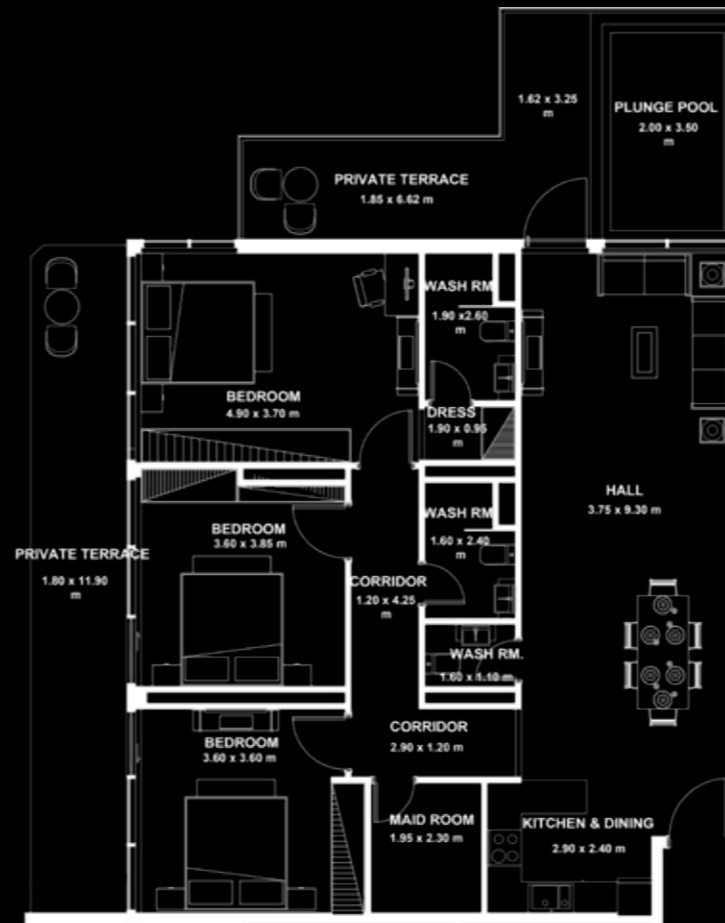 1.62 x 3.25
m
PLUNGE POOL
2.00 x 3.50
m
PRIVATE TERRACE
1.85 x 6.62 m
WASH RM
1.90 x2.60
m
BEDROOM
4.90 x 3.70 m
DRESS
1.90 x 0.95
m
HALL
3.75 x 9.30 m
WASH RM
1.60 x 2.40
m
BEDROOM
3.60 x 3.85 m
PRIVATE TERRACE
1.80 x 11.90
m
CORRIDOR
1.20 x 4.25
m
WASH RM.
1.60 x 1.10 m
CORRIDOR
2.90 x 1.20 m
BEDROOM
3.60 x 3.60 m
MAID ROOM
1.95 x 2.30 m
KITCHEN & DINING
2.90 x 2.40 m